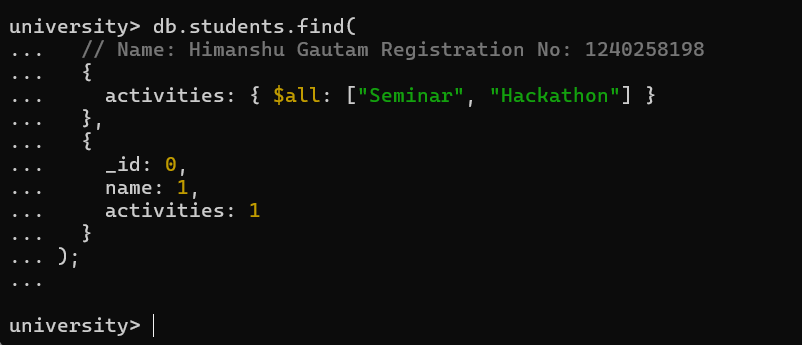 university> db.students.find(
...   // Name: Himanshu Gautam Registration No: 1240258198
...   {
...     activities: { $all: ["Seminar", "Hackathon"] }
...   },
...   {
...     _id: 0,
...     name: 1,
...     activities: 1
...   }
... );
...
university>